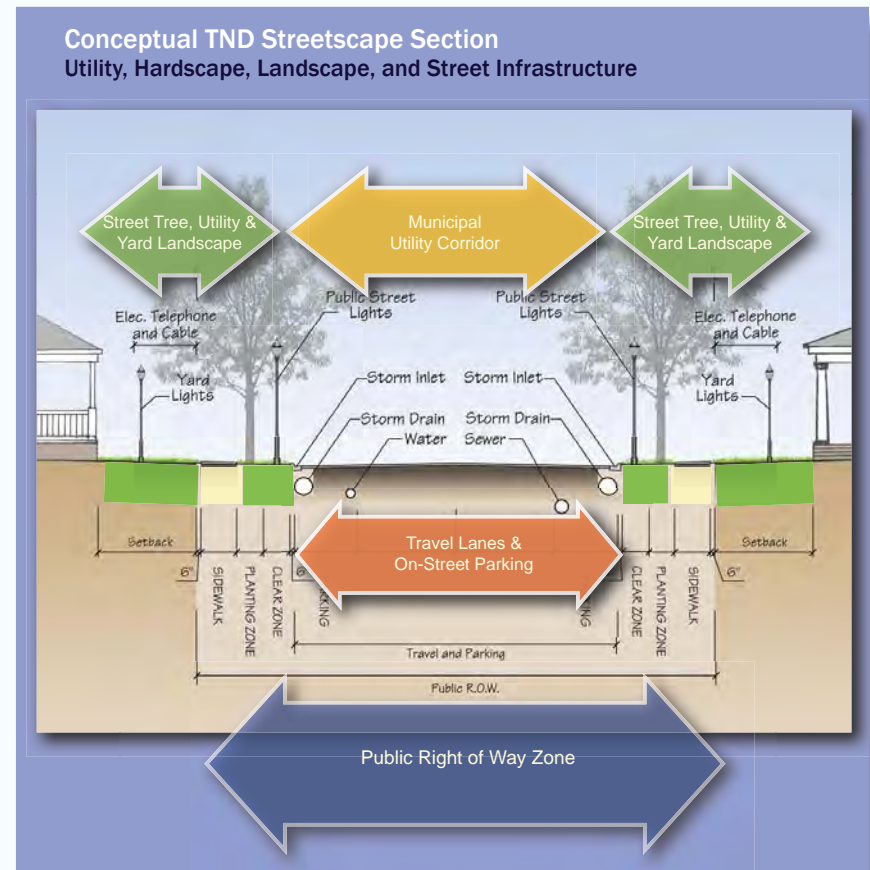 Conceptual TND Streetscape Section
Utility, Hardscape, Landscape, and Street Infrastructure
Street Tree, Utility &
Yard Landscape
Municipal
Utility Corridor
Street Tree, Utility &
Yard Landscape
Public Street
Lights
Public Street
Lights
Elec. Telephone
and Cable
Elec. Telephone
and Cable
Yard
Lights
Storm Inlet
Storm Inlet
Yard
Lights
Storm Drain
Storm Drain
Water
Sewer
Travel Lanes &
On-Street Parking
Setback
Setback
6"
6
6"
SIDEWALK
PLANTING ZONE
CLEAR ZONE
CLEAR ZONE
PLANTING ZONE
SIDEWALK
Travel and Parking
Public R.O.W.
Public Right of Way Zone